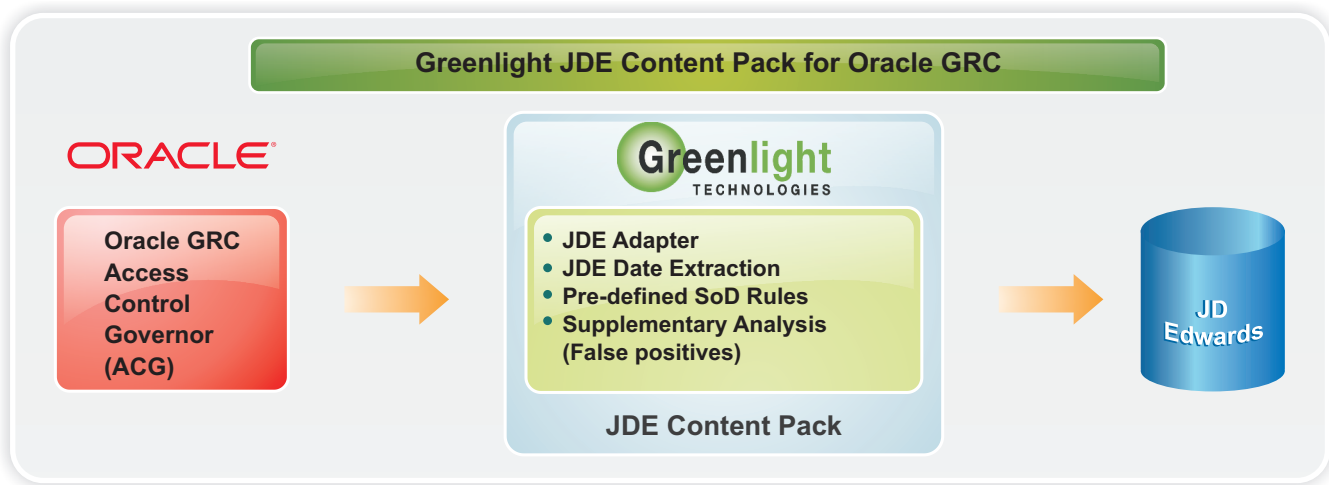 Greenlight JDE Content Pack for Oracle GRC
ORACLE®
Oracle GRC
Access
Control
Governor
(ACG)
Greenlight
TECHNOLOGIES
• JDE Adapter
• JDE Date Extraction
• Pre-defined SoD Rules
• Supplementary Analysis
(False positives)
JDE Content Pack
JD
Edwards